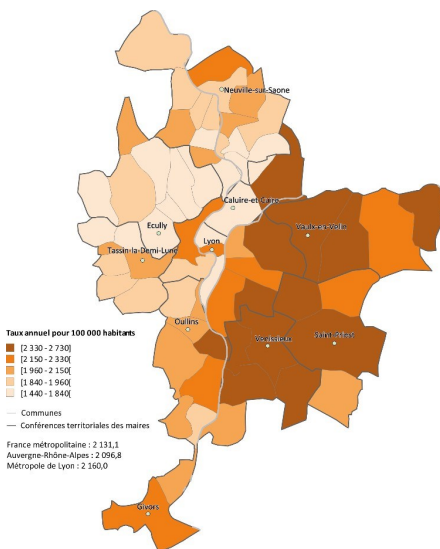 Neuville-sur-Saone
Caluire-et-Cuire
Ecully
Vaulx-en-Velin
Lyon
Tassin-la-Demi-Lune
Oullins
Vénissieux
Saint-Priest
Givors
Taux annuel pour 100 000 habitants
[2 330 - 2 730]
[2 150 - 2 330[
[1 960 - 2 150[
[1 840 - 1 960[
[1 440 - 1 840[
Communes
Conférences territoriales des maires
France métropolitaine : 2 131,1
Auvergne-Rhône-Alpes : 2 096,8
Métropole de Lyon : 2 160,0